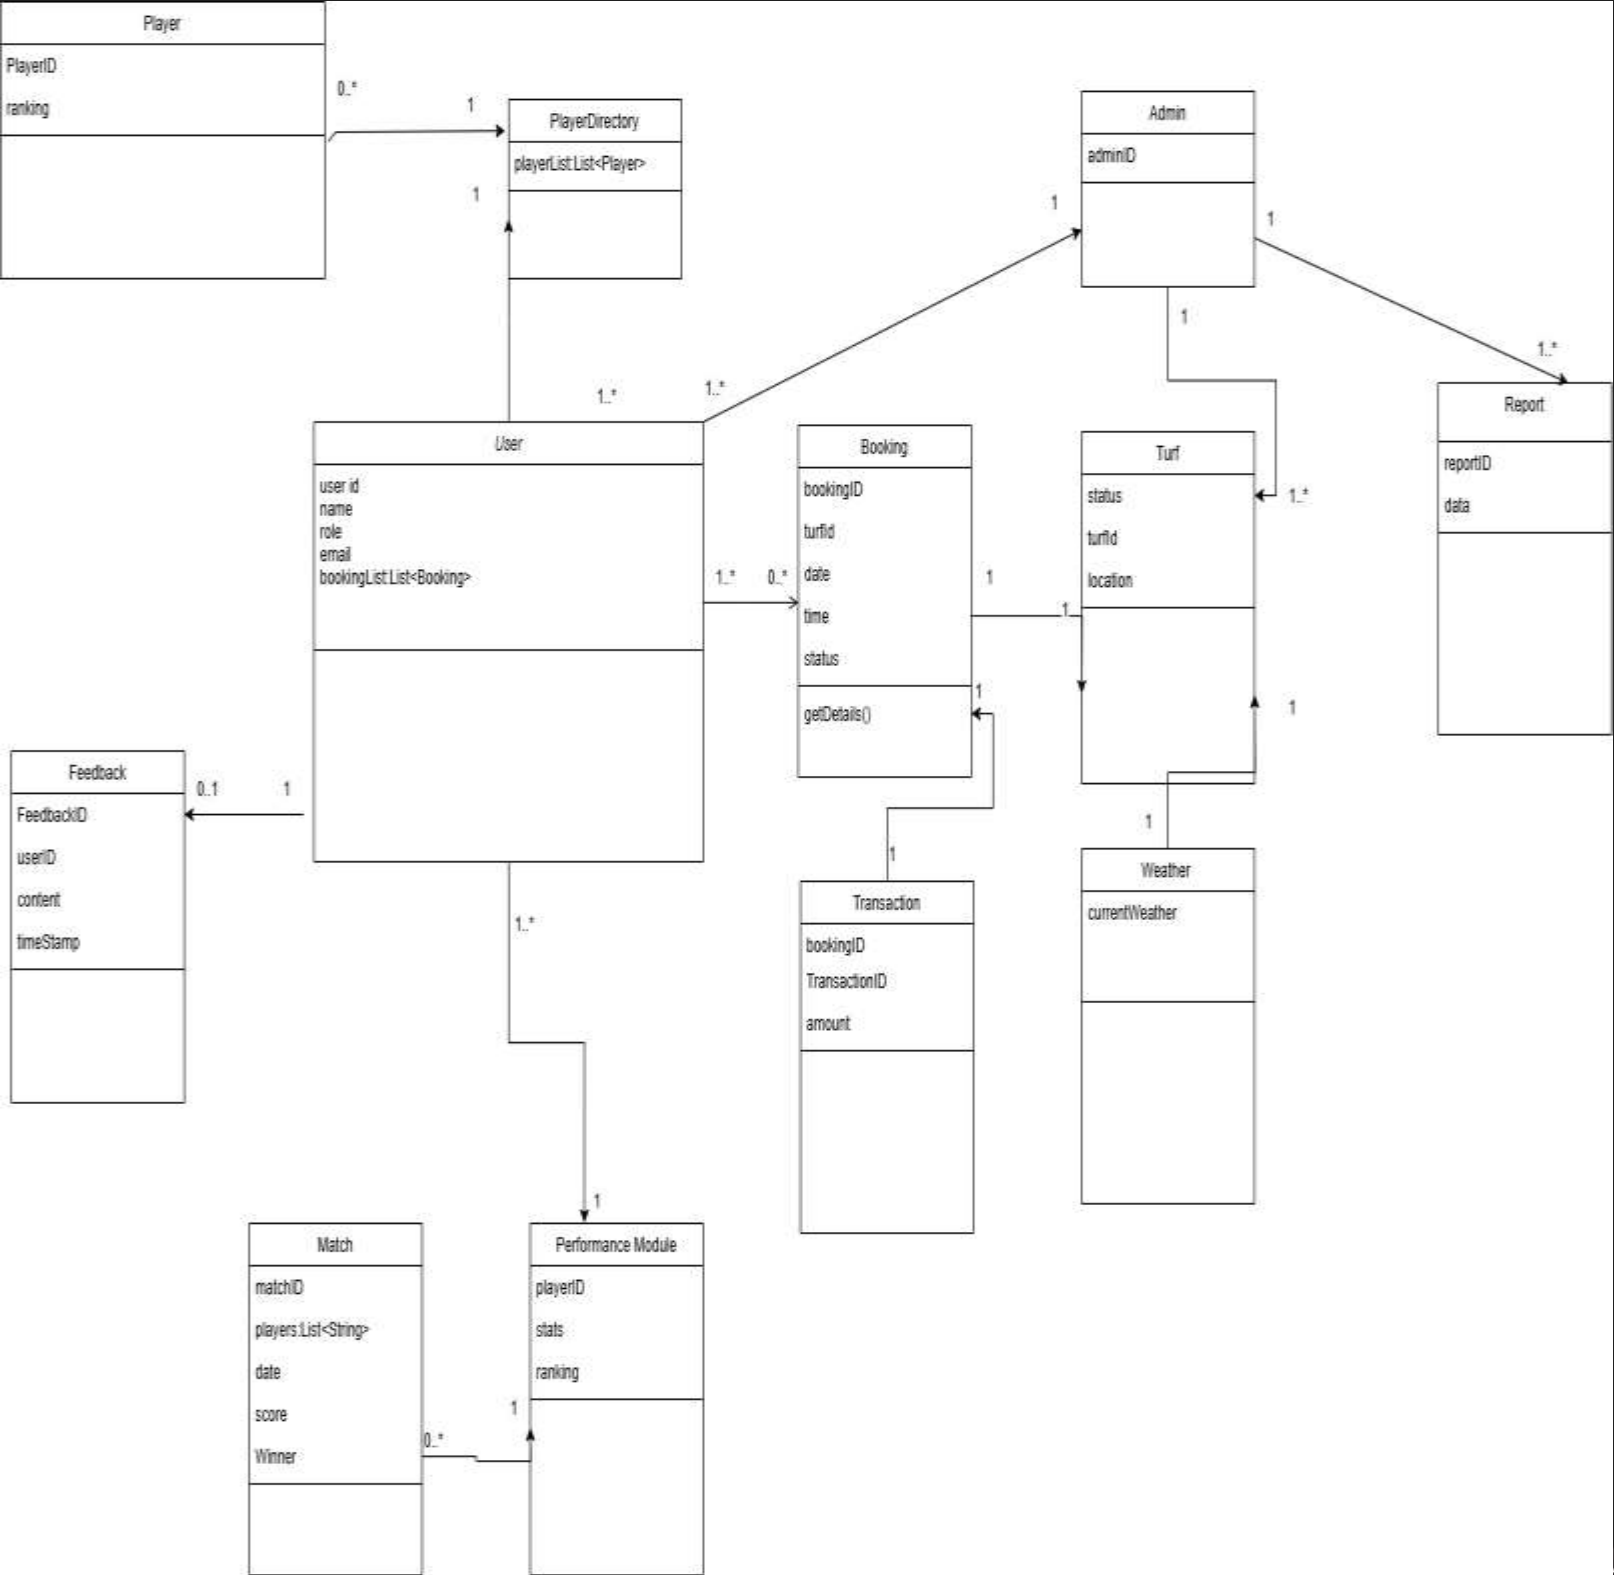 Player
PlayerID
ranking
0..*
1
PlayerDirectory
playerList:List<Player>
1
Admin
adminID
1
1
1
1..*
1..*
1..*
User
user id
name
role
email
bookingList:List<Booking>
1..*
0..*
Booking
bookingID
turfId
date
time
status
getDetails()
1
1
1
Turf
status
turfId
location
1..*
Report
reportID
data
1
1
Feedback
FeedbackID
userID
content
timeStamp
0..1
1
1..*
1
Transaction
bookingID
TransactionID
amount
Weather
currentWeather
1
Match
matchID
players:List<String>
date
score
Winner
0..*
1
Performance Module
playerID
stats
ranking